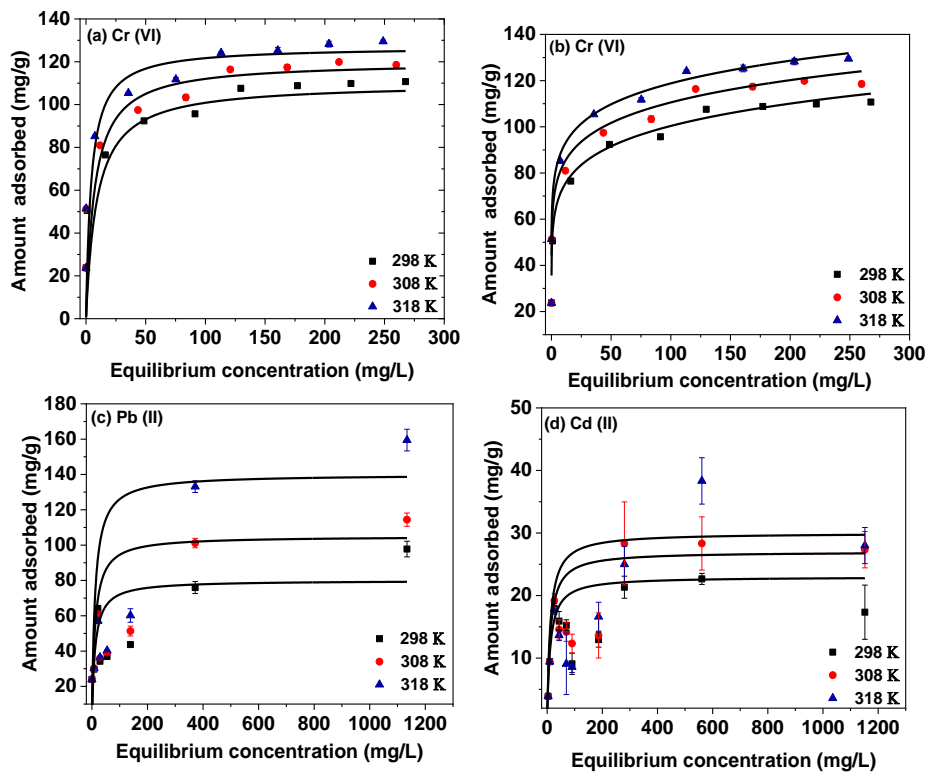 (a) Cr (VI)
Amount adsorbed (mg/g)
140
120
100
80
60
40
20
0
298 K
308 K
318 K
0 50 100 150 200 250 300
Equilibrium concentration (mg/L)
(b) Cr (VI)
Amount adsorbed (mg/g)
140
120
100
80
60
40
20
298 K
308 K
318 K
0 50 100 150 200 250 300
Equilibrium concentration (mg/L)
(c) Pb (II)
Amount adsorbed (mg/g)
180
160
140
120
100
80
60
40
20
298 K
308 K
318 K
0 200 400 600 800 1000 1200
Equilibrium concentration (mg/L)
(d) Cd (II)
Amount adsorbed (mg/g)
50
40
30
20
10
298 K
308 K
318 K
0 200 400 600 800 1000 1200
Equilibrium concentration (mg/L)